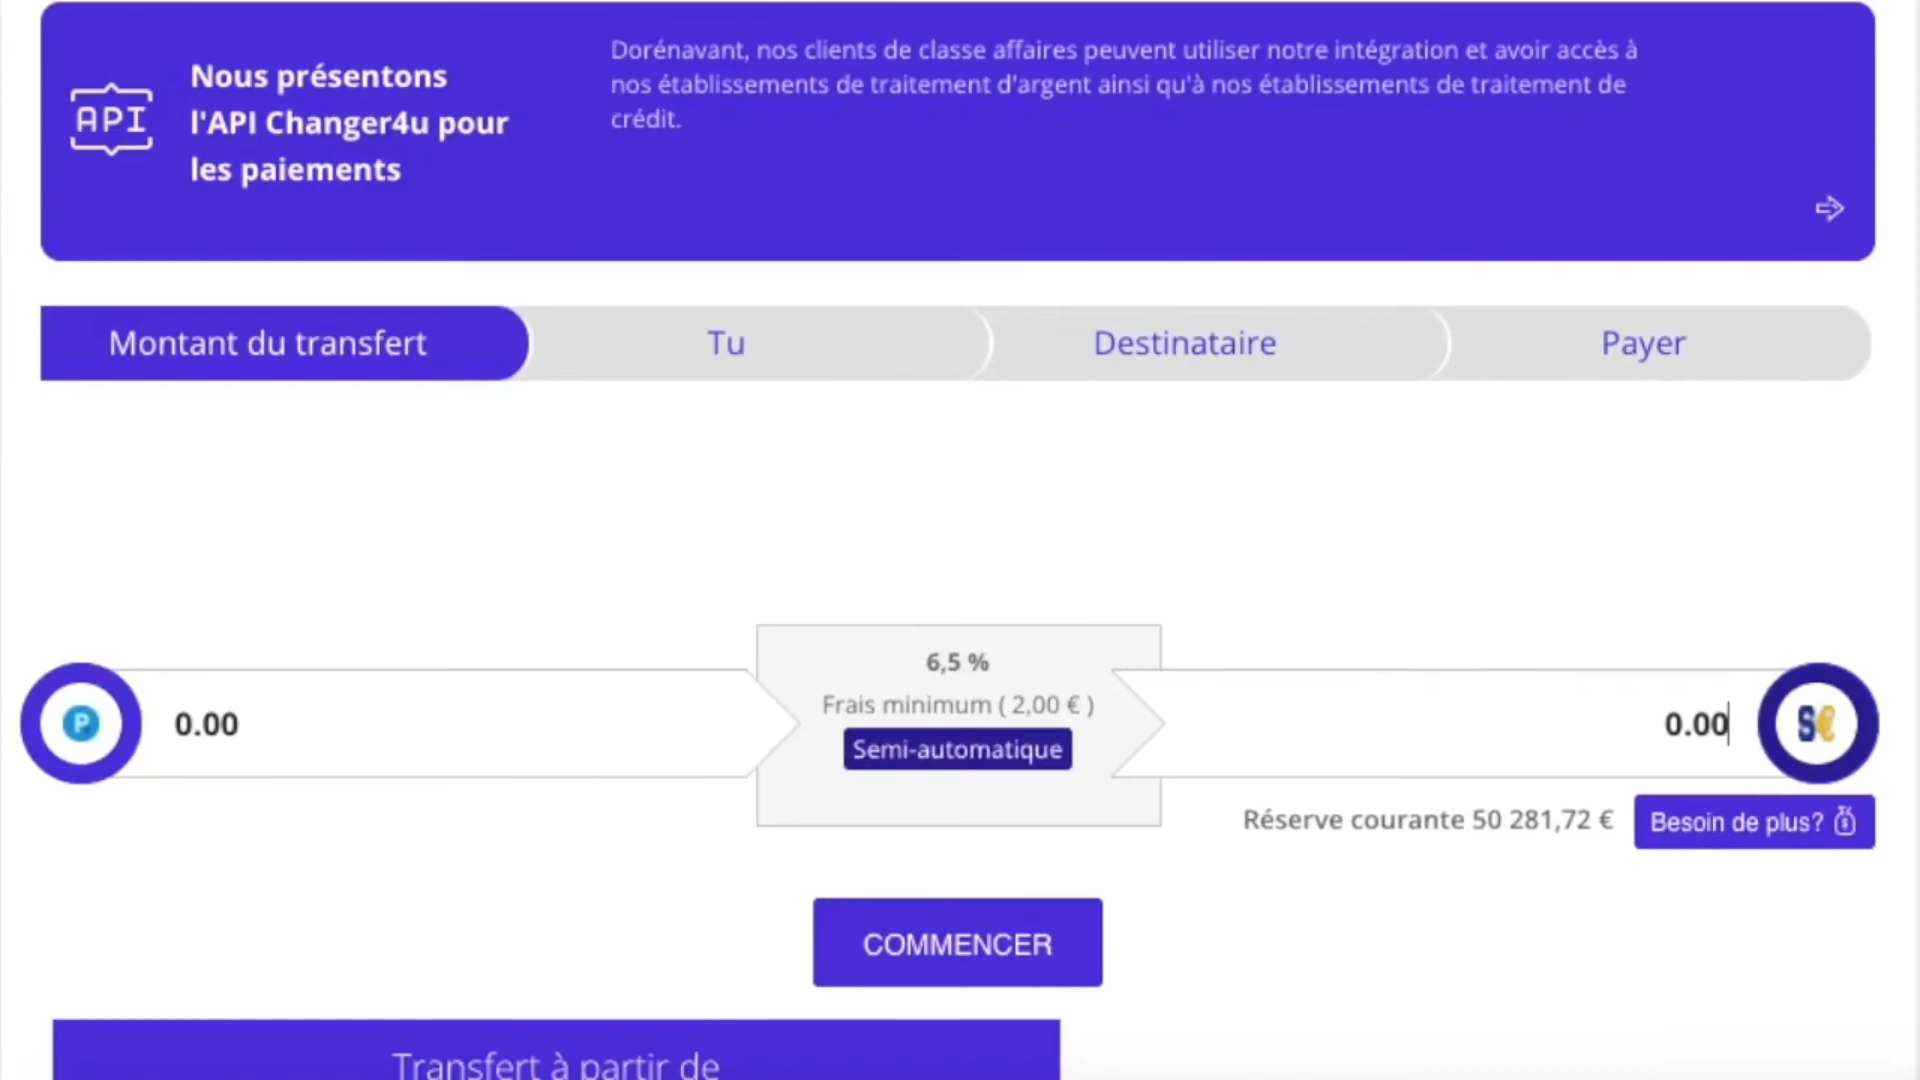 API
Nous présentons
l'API Changer4u pour
les paiements
Dorénavant, nos clients de classe affaires peuvent utiliser notre intégration et avoir accès à
nos établissements de traitement d'argent ainsi qu'à nos établissements de traitement de
crédit.
Montant du transfert
Tu
Destinataire
Payer
P
0.00
6,5 %
Frais minimum ( 2,00 € )
Semi-automatique
0.00
S€
Réserve courante 50 281,72 €
Besoin de plus?
COMMENCER
Transfert à partir de